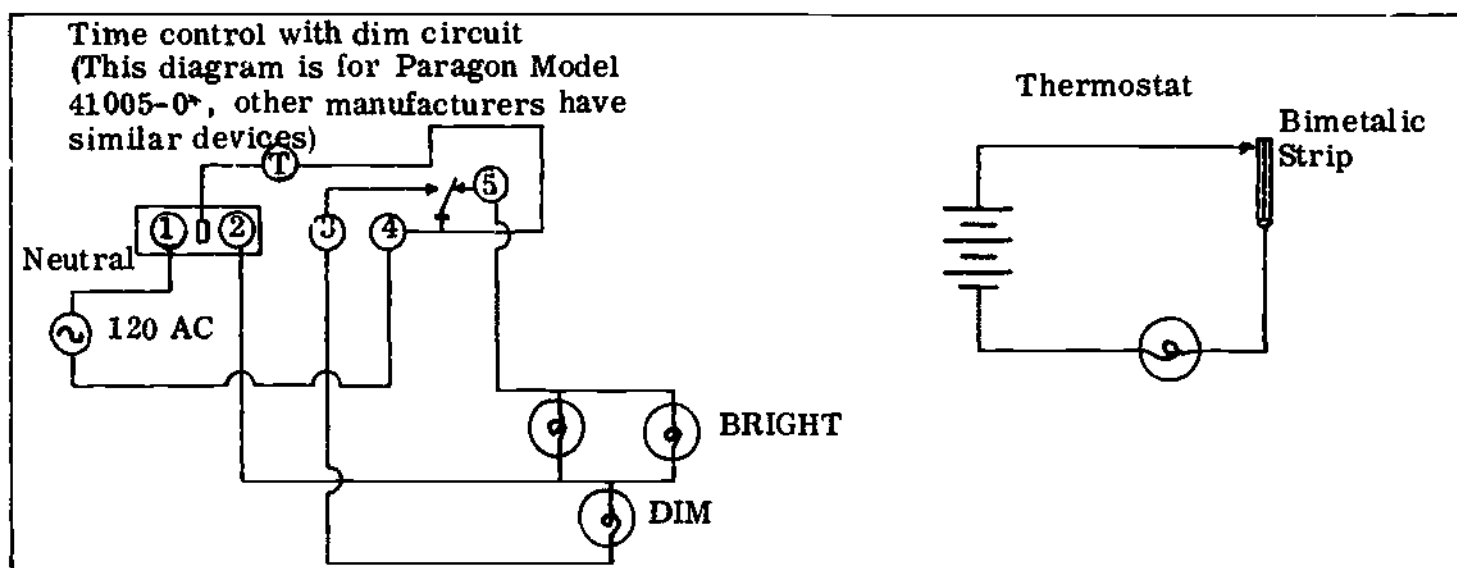 Time control with dim circuit
(This diagram is for Paragon Model
41005-0*, other manufacturers have
similar devices)
T
5
1
2
3
4
Neutral
120 AC
BRIGHT
DIM
Thermostat
Bimetalic
Strip